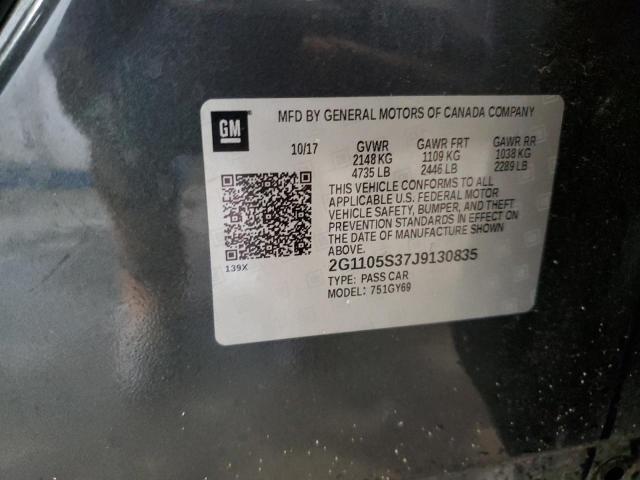 MFD BY GENERAL MOTORS OF CANADA COMPANY
GM
10/17 GVWR GAWR FRT GAWR RR
2148 KG 1109 KG 1038 KG
4735 LB 2446 LB 2289 LB
THIS VEHICLE CONFORMS TO ALL
APPLICABLE U.S. FEDERAL MOTOR
VEHICLE SAFETY, BUMPER, AND THEFT
PREVENTION STANDARDS IN EFFECT ON
THE DATE OF MANUFACTURE SHOWN
ABOVE.
139X
2G1105S37J9130835
TYPE: PASS CAR
MODEL: 751GY69